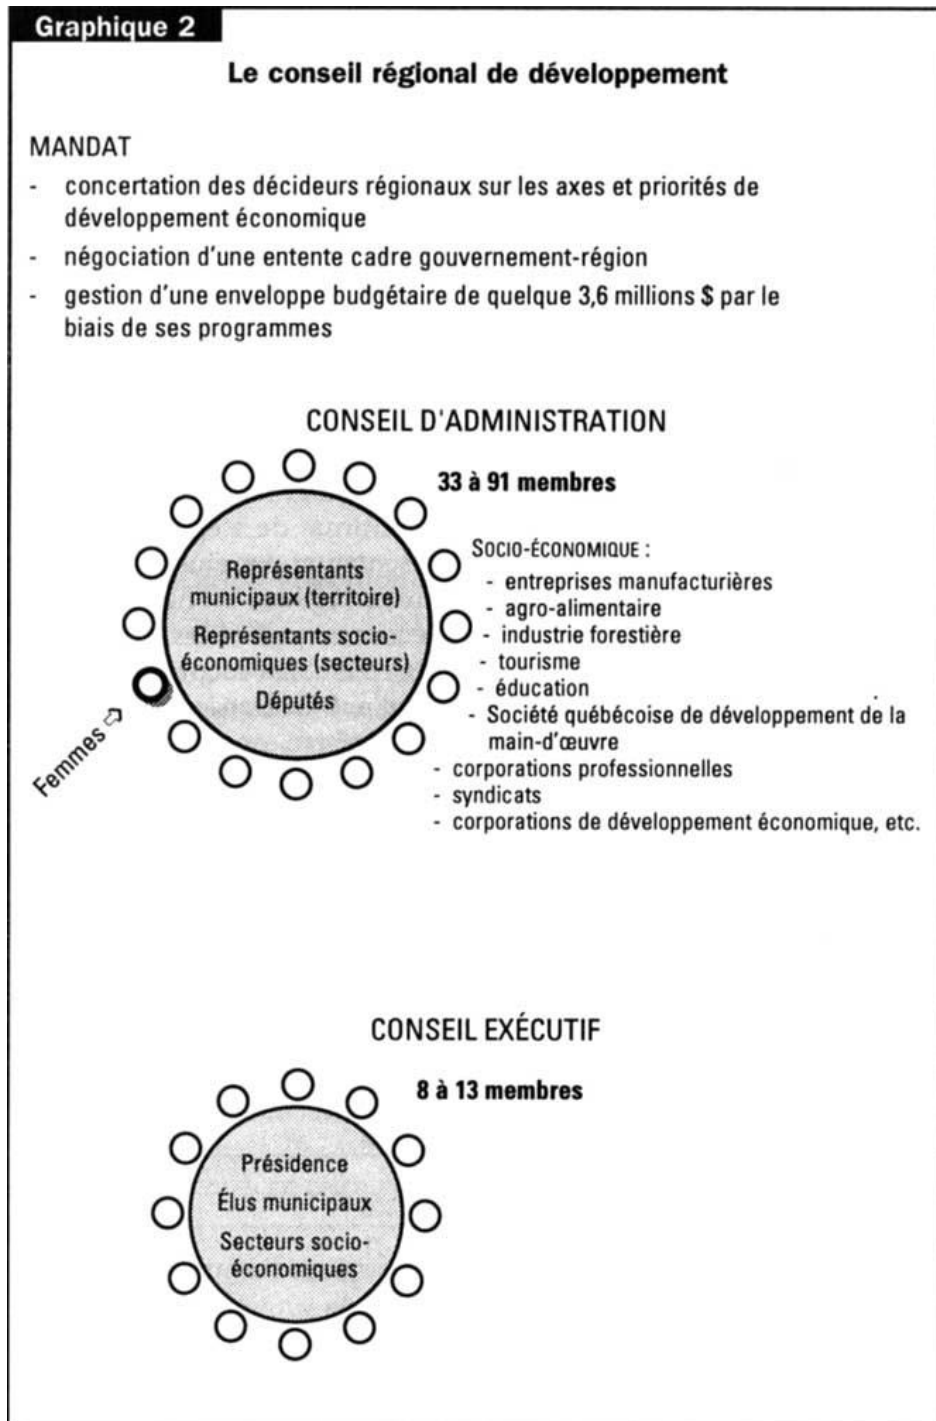 Graphique 2
Le conseil régional de développement
MANDAT
- concertation des décideurs régionaux sur les axes et priorités de
développement économique
- négociation d'une entente cadre gouvernement-région
- gestion d'une enveloppe budgétaire de quelque 3,6 millions $ par le
biais de ses programmes
CONSEIL D'ADMINISTRATION
33 à 91 membres
Représentants
municipaux (territoire)
Représentants socio-
économiques (secteurs)
Députés
Femmes
SOCIO-ÉCONOMIQUE :
- entreprises manufacturières
- agro-alimentaire
- industrie forestière
- tourisme
- éducation
- Société québécoise de développement de la
main-d'œuvre
- corporations professionnelles
- syndicats
- corporations de développement économique, etc.
CONSEIL EXÉCUTIF
8 à 13 membres
Présidence
Élus municipaux
Secteurs socio-
économiques